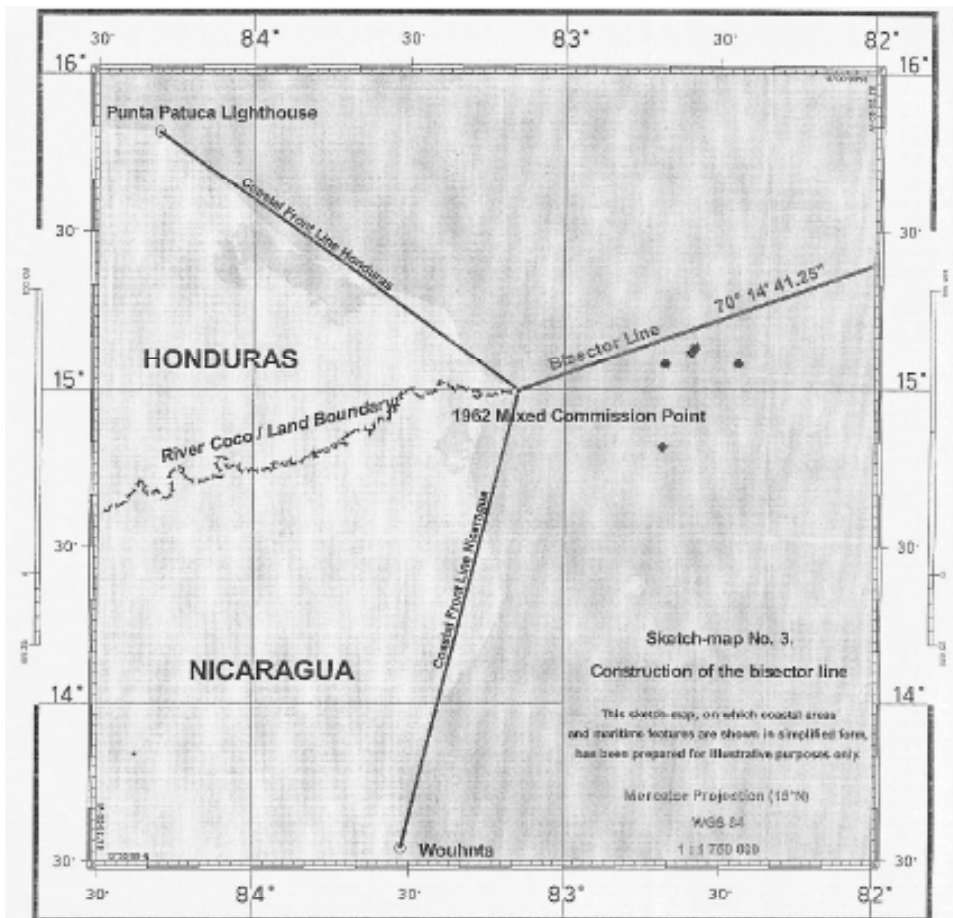 30' 84° 30' 83° 30' 82°
16° 16°
Punta Patuca Lighthouse
Coastal Front Line Honduras
30' 30'
70° 14' 41.25"
Bisector Line
HONDURAS
15° 15°
1962 Mixed Commission Point
River Coco / Land Boundary
Coastal Front Line Nicaragua
30' 30'
Sketch-map No. 3.
Construction of the bisector line
NICARAGUA
14° 14°
This sketch-map, on which coastal areas
and maritime features are shown in simplified form,
has been prepared for illustrative purposes only.
Mercator Projection (15°N)
WGS 84
1 : 1 750 000
Wouhnta
30' 30'
30' 84° 30' 83° 30' 82°